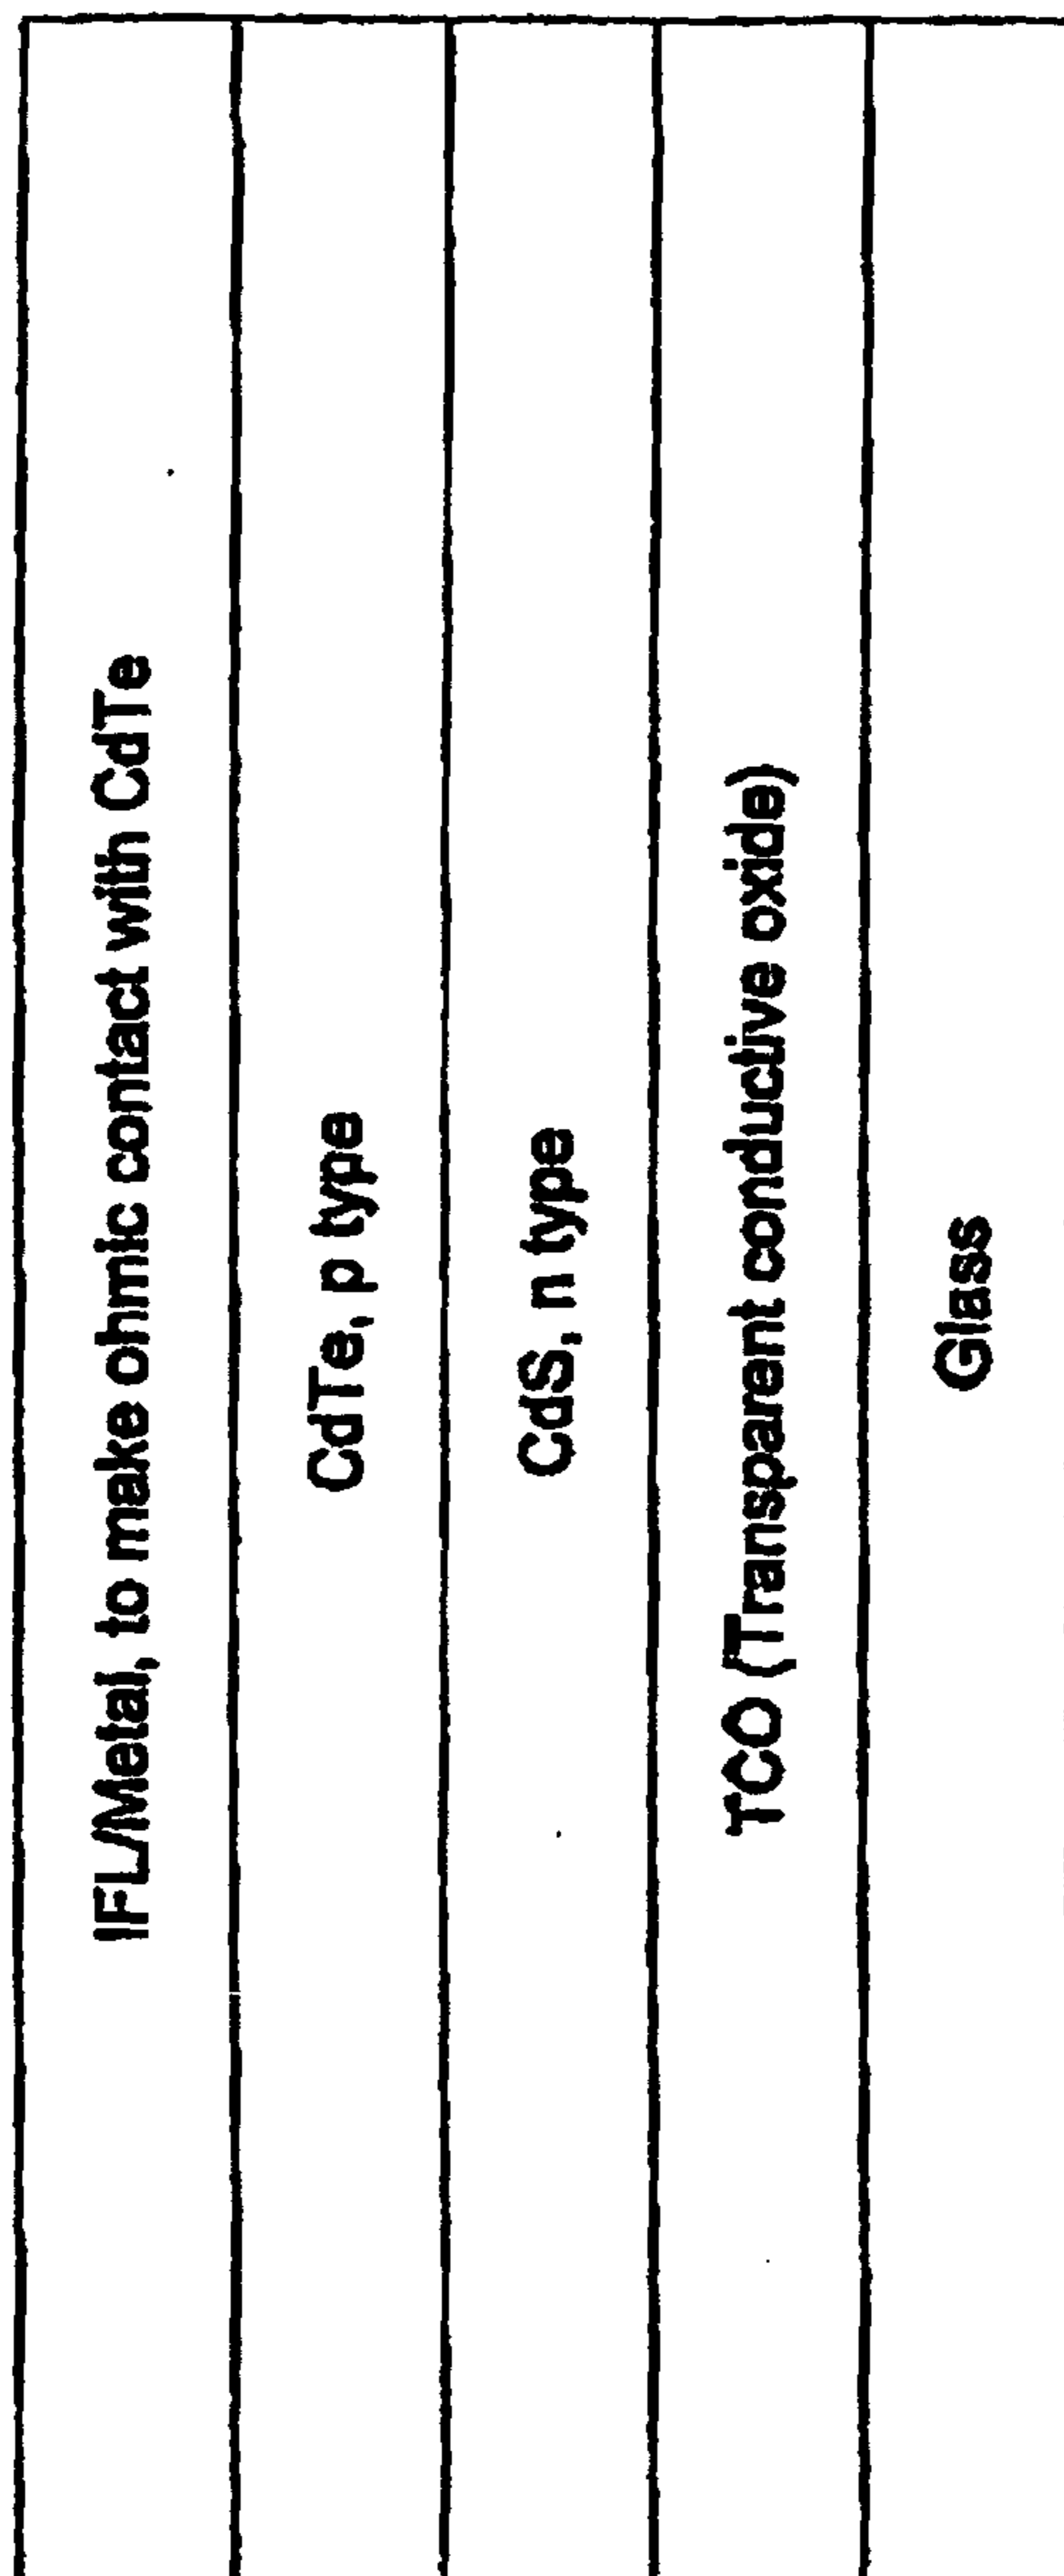 IFL/Metal, to make ohmic contact with CdTe
CdTe, p type
CdS, n type
TCO (Transparent conductive oxide)
Glass